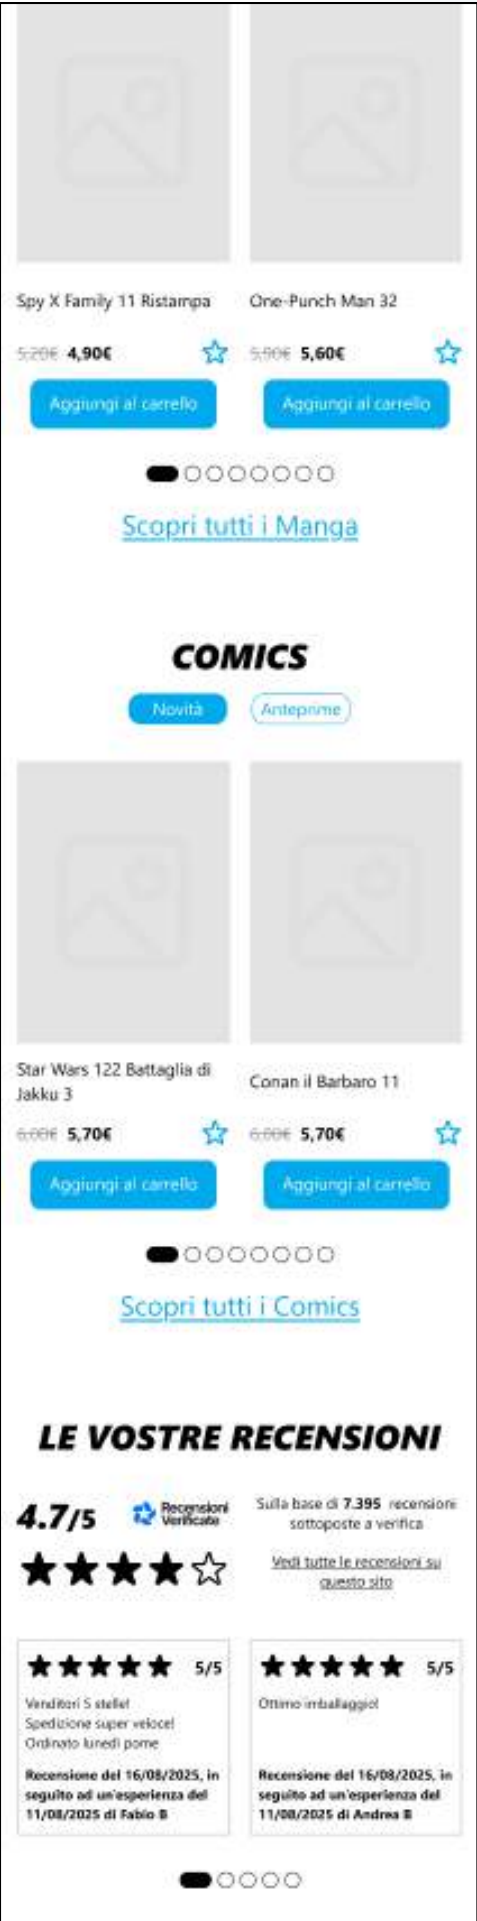 Spy X Family 11 Ristampa
One-Punch Man 32
5,20€ 4,90€
5,90€ 5,60€
Aggiungi al carrello
Aggiungi al carrello
Scopri tutti i Manga
COMICS
Novità
Anteprime
Star Wars 122 Battaglia di
Jakku 3
Conan il Barbaro 11
6,00€ 5,70€
6,00€ 5,70€
Aggiungi al carrello
Aggiungi al carrello
Scopri tutti i Comics
LE VOSTRE RECENSIONI
4.7/5
Recensioni
Verificate
Sulla base di 7.395 recensioni
sottoposte a verifica
Vedi tutte le recensioni su
questo sito
5/5
Venditori 5 stelle!
Spedizione super veloce!
Ordinato lunedì pome
Recensione del 16/08/2025, in
seguito ad un'esperienza del
11/08/2025 di Fabio B
5/5
Ottimo imballaggio!
Recensione del 16/08/2025, in
seguito ad un'esperienza del
11/08/2025 di Andrea B